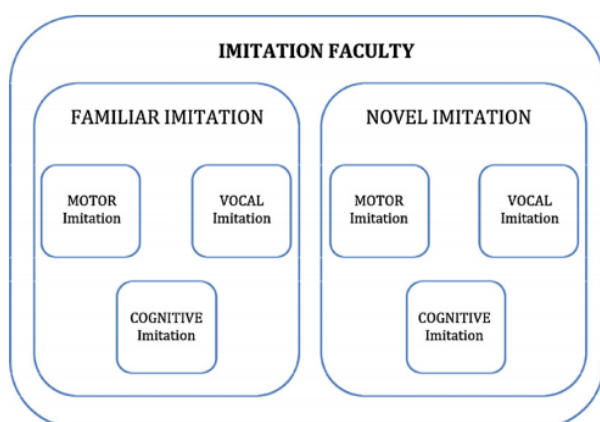 IMITATION FACULTY
FAMILIAR IMITATION
MOTOR
Imitation
VOCAL
Imitation
COGNITIVE
Imitation
NOVEL IMITATION
MOTOR
Imitation
VOCAL
Imitation
COGNITIVE
Imitation